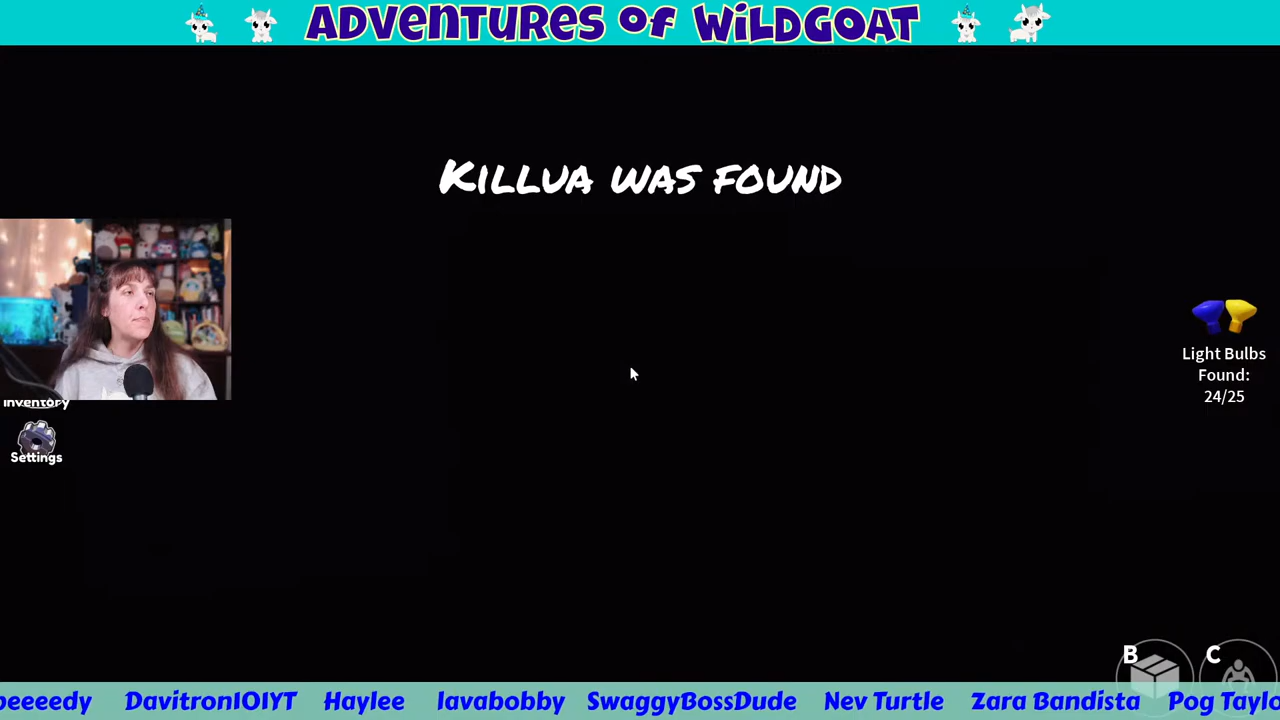 ADVENTURES OF WILDGOAT
KILLUA WAS FOUND
Light Bulbs
Found:
24/25
Inventory
Settings
B
C
peeeedy DavitronIOIYT Haylee lavabobby SwaggyBossDude Nev Turtle Zara Bandista Pog Taylo